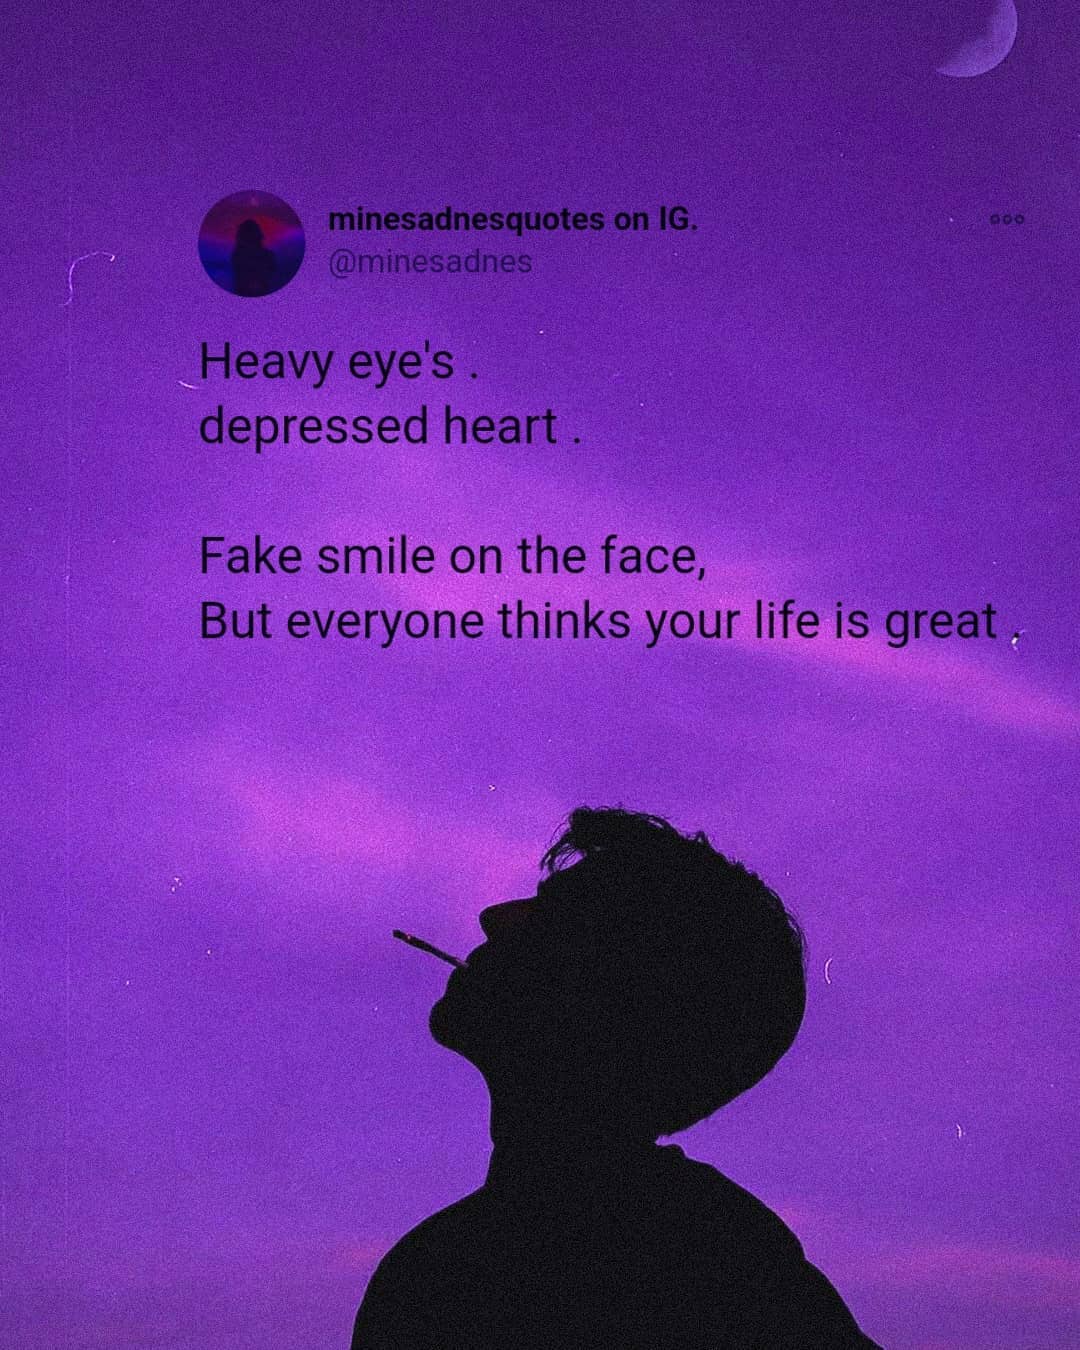 minesadnesquotes on IG.
@minesadnes
Heavy eye's .
depressed heart .
Fake smile on the face,
But everyone thinks your life is great .